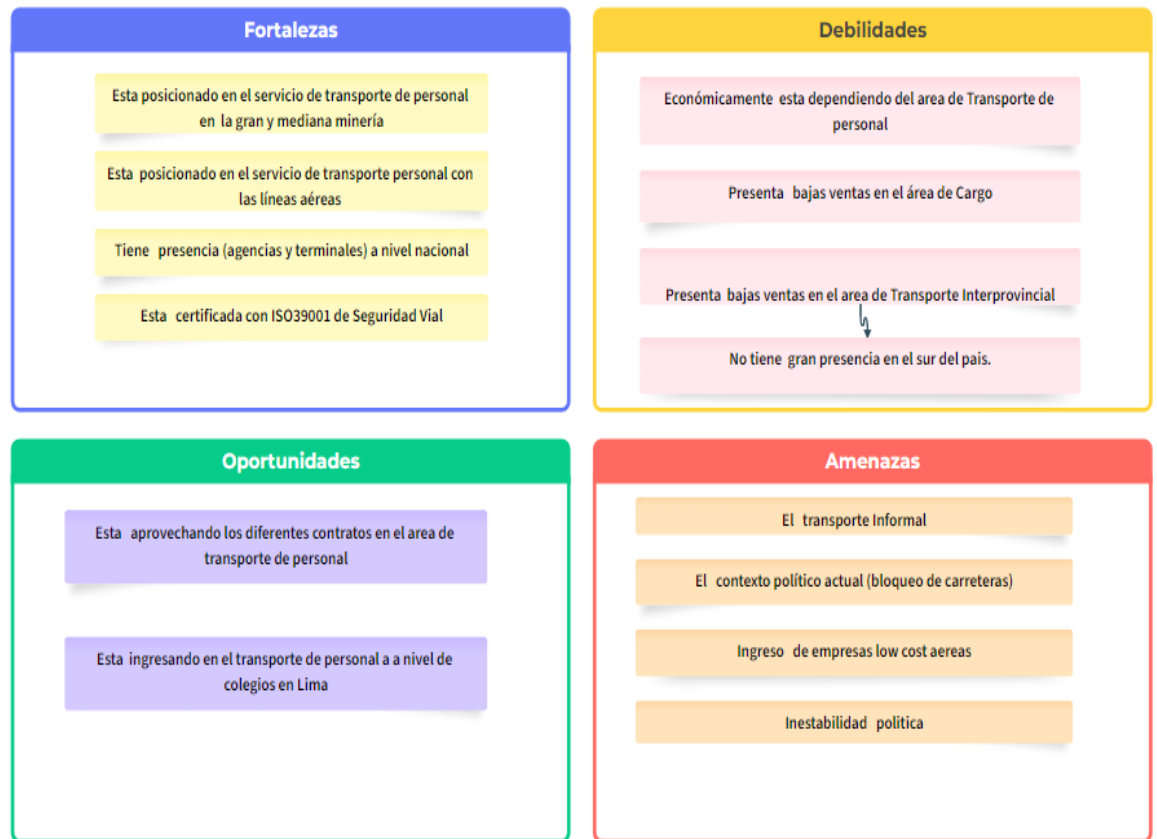 Fortalezas
Esta posicionado en el servicio de transporte de personal
en la gran y mediana minería
Esta posicionado en el servicio de transporte personal con
las líneas aéreas
Tiene presencia (agencias y terminales) a nivel nacional
Esta certificada con ISO39001 de Seguridad Vial
Debilidades
Económicamente esta dependiendo del area de Transporte de
personal
Presenta bajas ventas en el área de Cargo
Presenta bajas ventas en el area de Transporte Interprovincial
No tiene gran presencia en el sur del pais.
Oportunidades
Esta aprovechando los diferentes contratos en el area de
transporte de personal
Esta ingresando en el transporte de personal a a nivel de
colegios en Lima
Amenazas
El transporte Informal
El contexto político actual (bloqueo de carreteras)
Ingreso de empresas low cost aereas
Inestabilidad politica